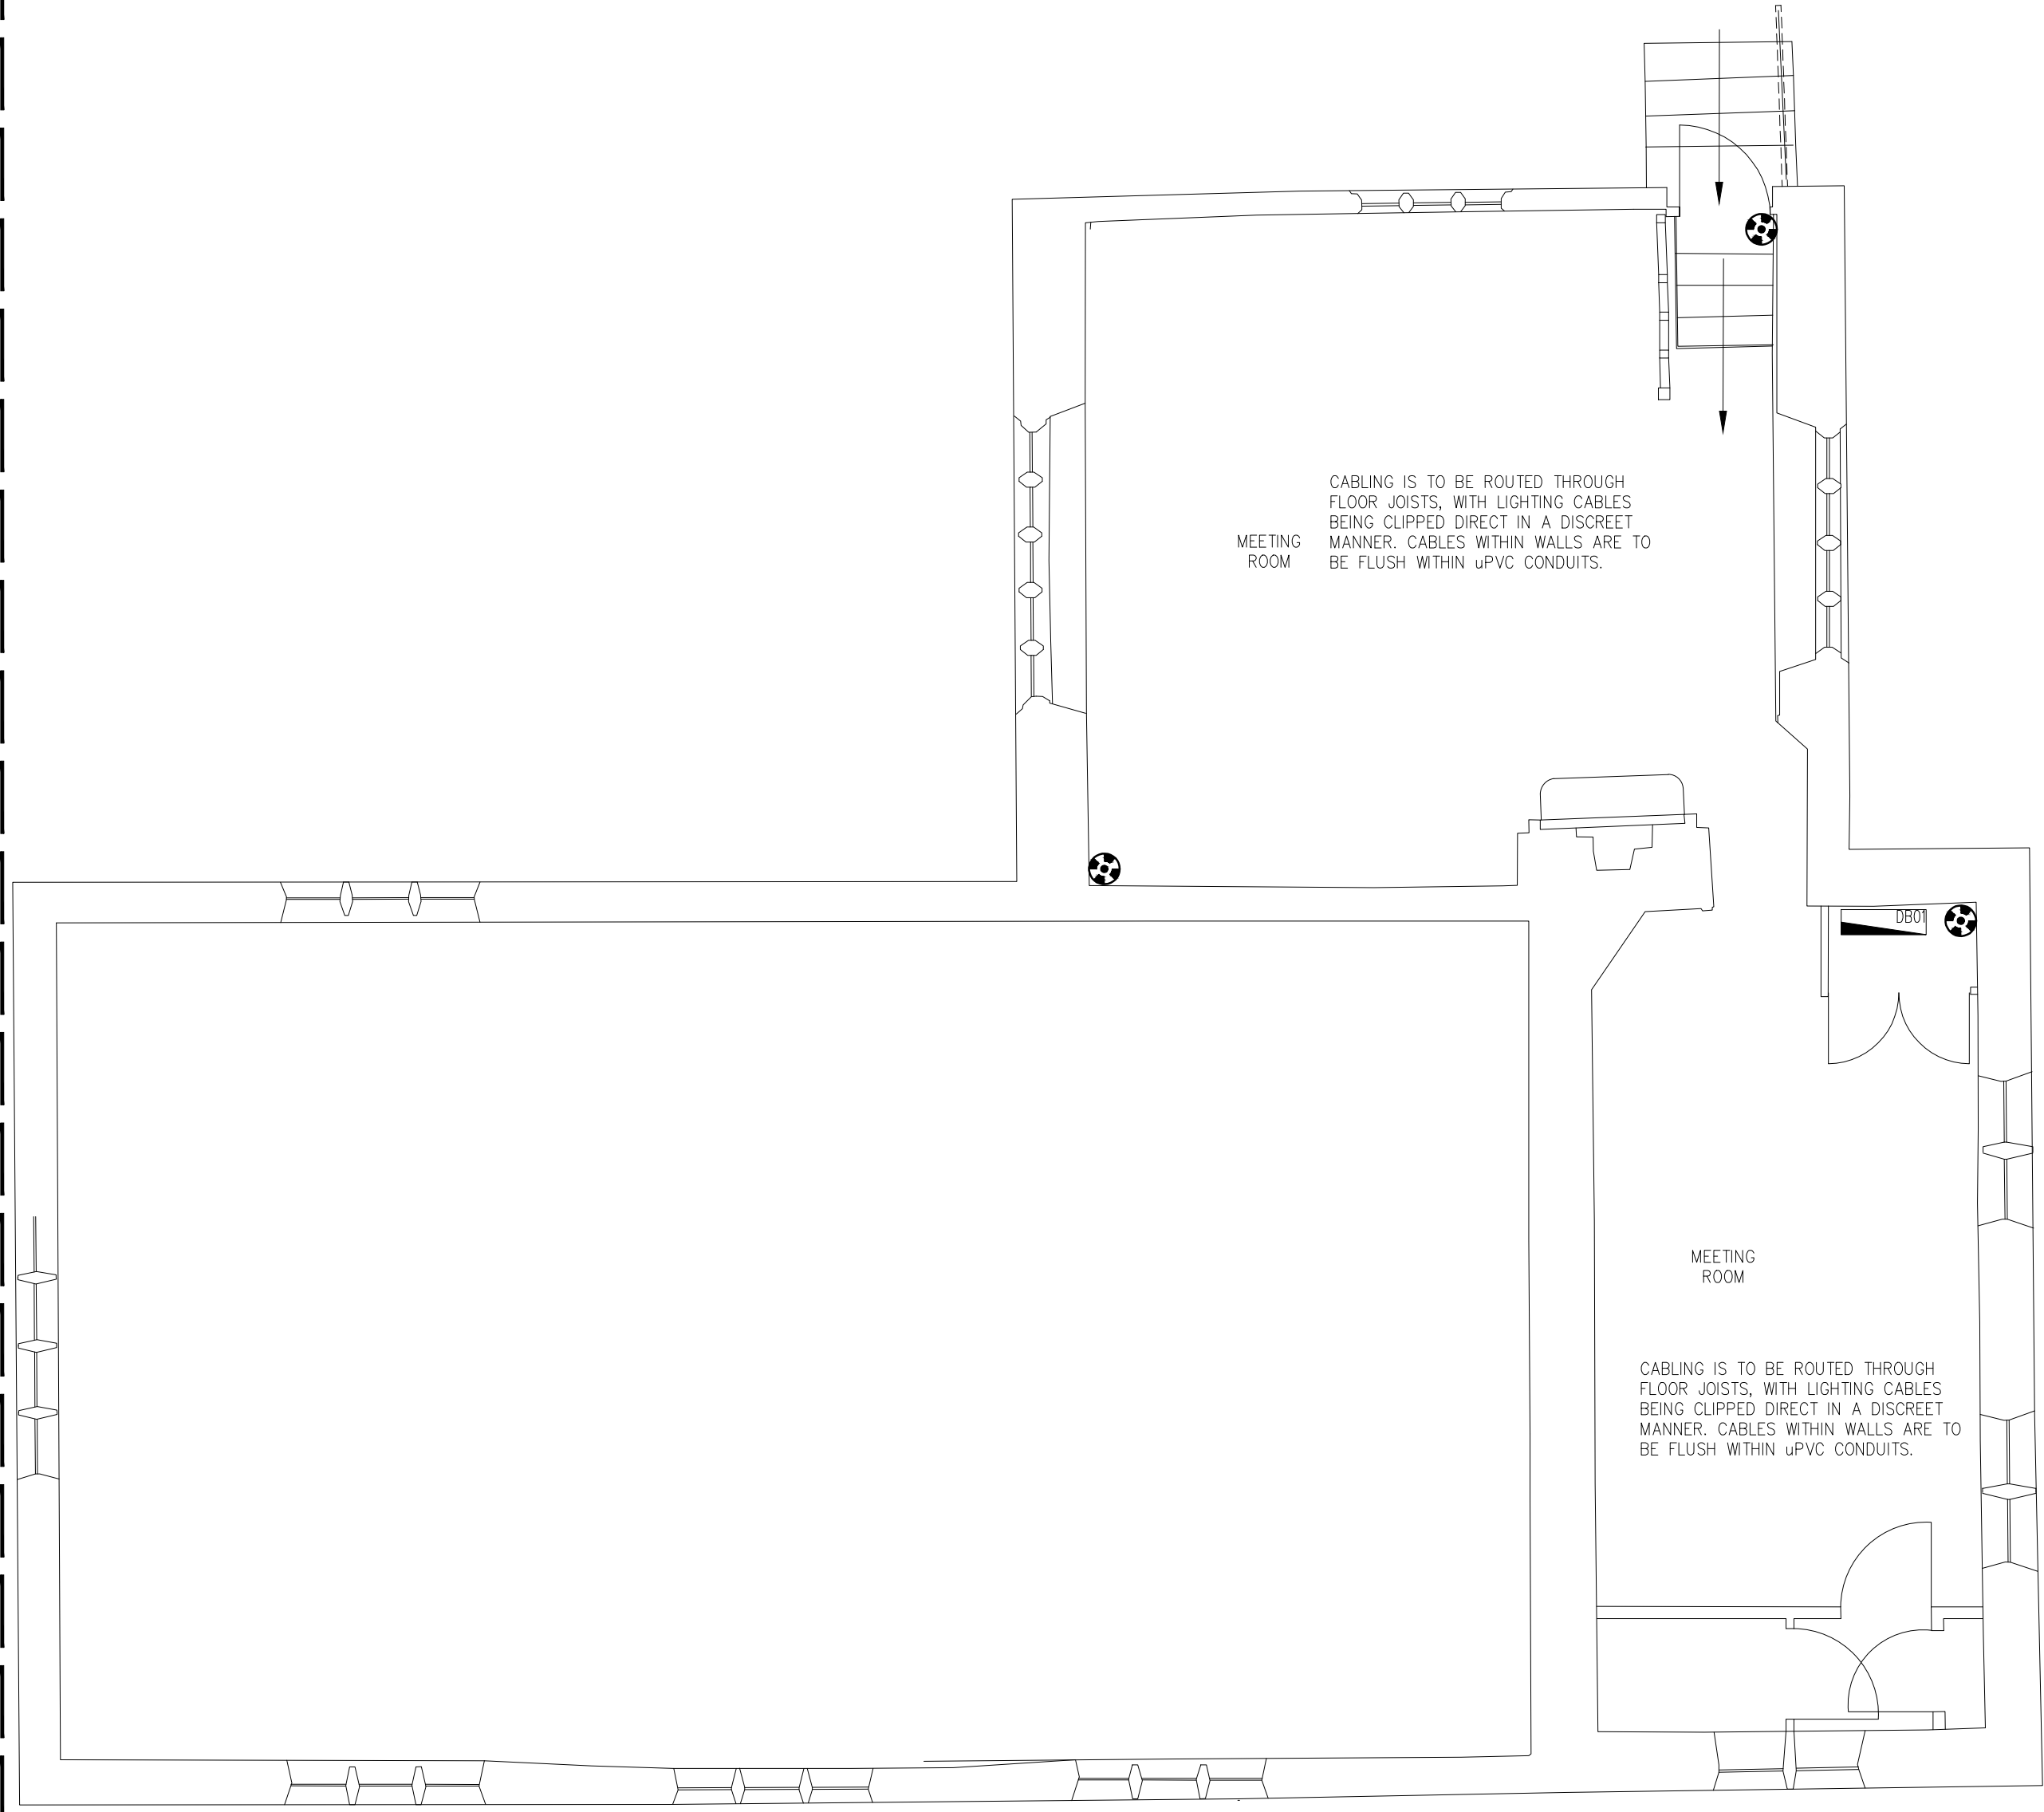 CABLING IS TO BE ROUTED THROUGH
FLOOR JOISTS, WITH LIGHTING CABLES
BEING CLIPPED DIRECT IN A DISCREET
MANNER. CABLES WITHIN WALLS ARE TO
BE FLUSH WITHIN uPVC CONDUITS.
MEETING
ROOM
DB01
MEETING
ROOM
CABLING IS TO BE ROUTED THROUGH
FLOOR JOISTS, WITH LIGHTING CABLES
BEING CLIPPED DIRECT IN A DISCREET
MANNER. CABLES WITHIN WALLS ARE TO
BE FLUSH WITHIN uPVC CONDUITS.